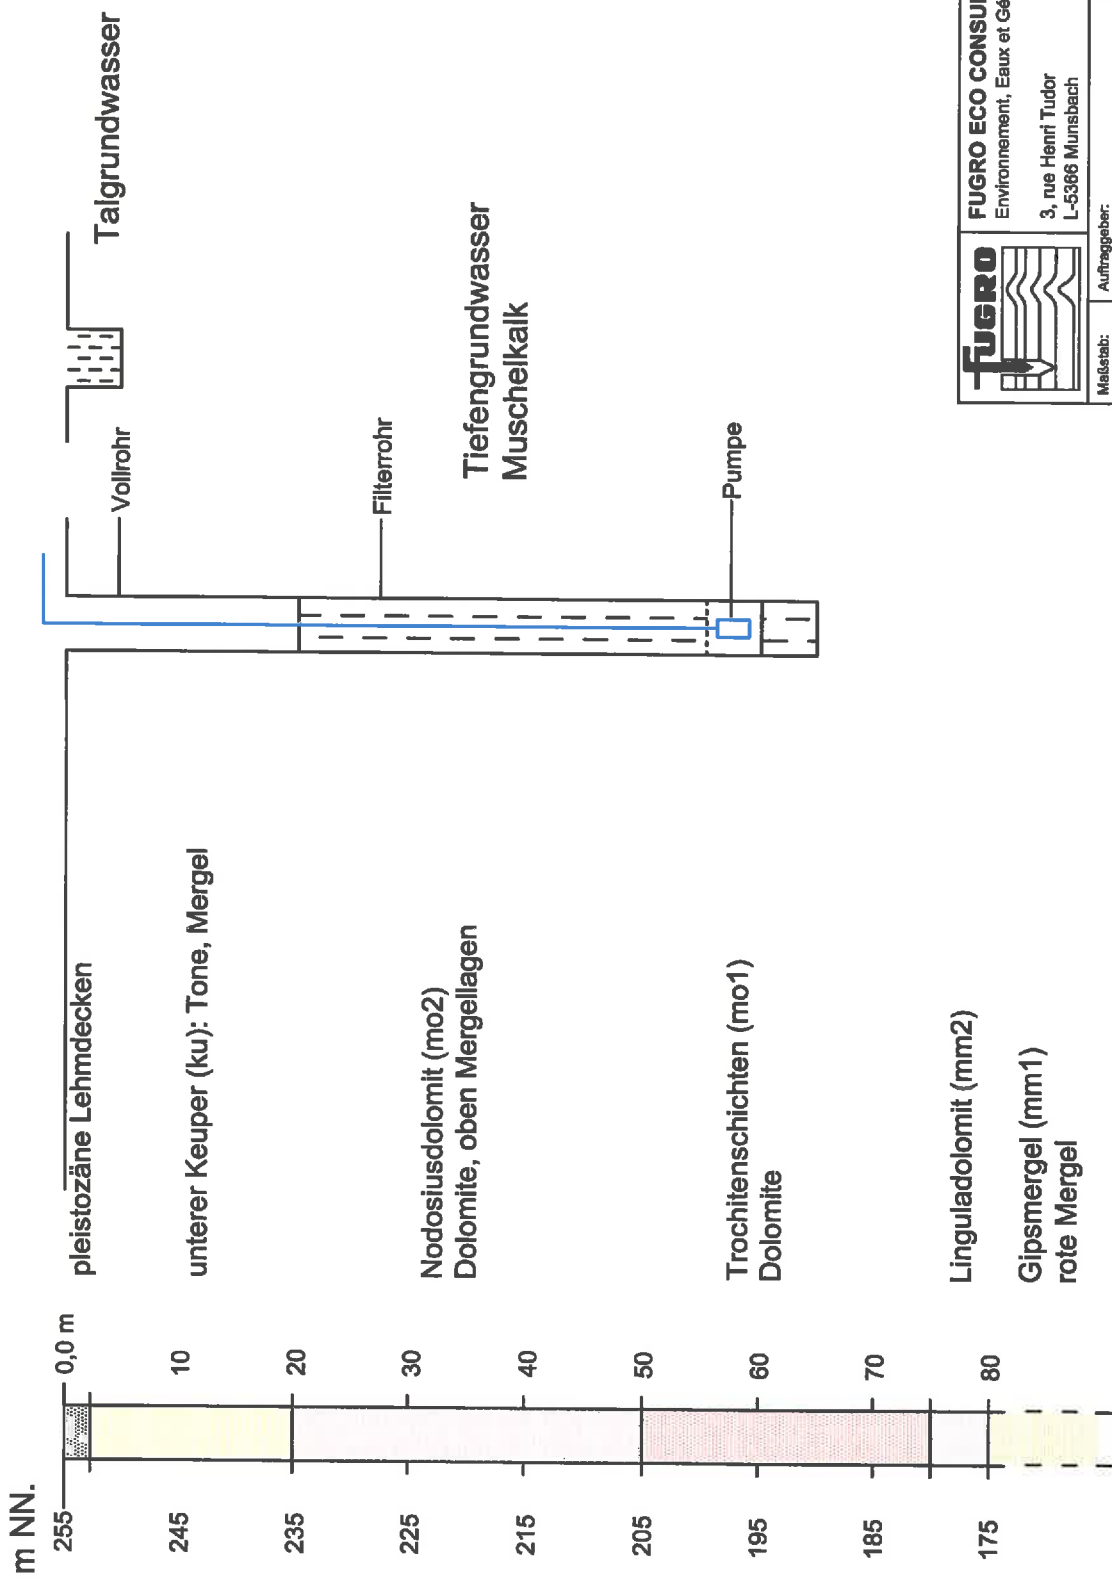 m NN.
255
245
235
225
215
205
195
185
175
0,0 m
10
20
30
40
50
60
70
80
pleistozäne Lehmdecken
unterer Keuper (ku): Tone, Mergel
Nodosiusdolomit (mo2)
Dolomite, oben Mergellagen
Trochitenschichten (mo1)
Dolomite
Linguladolomit (mm2)
Gipsmergel (mm1)
rote Mergel
Vollrohr
Filterrohr
Pumpe
Talgrundwasser
Tiefengrundwasser
Muschelkalk
FUGRO
FUGRO ECO CONSUL
Environnement, Eaux et Gé
3, rue Henri Tudor
L-5366 Munsbach
Maßstab:
Auftraggeber: